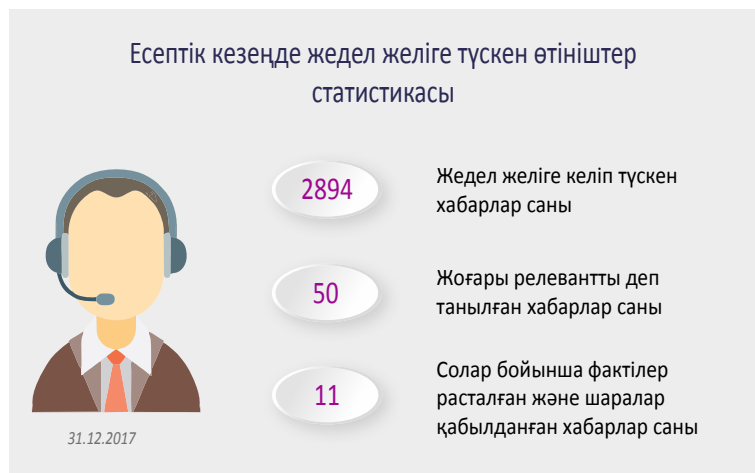 Есептік кезеңде жедел желіге түскен өтініштер
статистикасы
2894
Жедел желіге келіп түскен
хабарлар саны
50
Жоғары релевантты деп
танылған хабарлар саны
11
Солар бойынша фактілер
расталған және шаралар
қабылданған хабарлар саны
31.12.2017